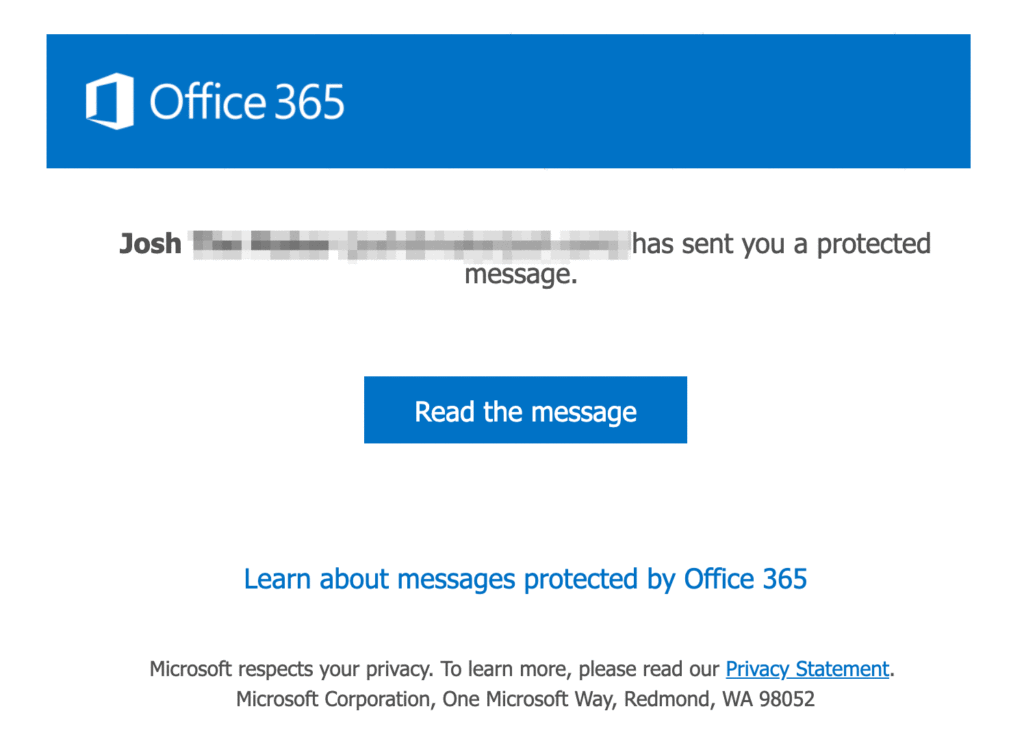 Office 365
Josh has sent you a protected
message.
Read the message
Learn about messages protected by Office 365
Microsoft respects your privacy. To learn more, please read our Privacy Statement.
Microsoft Corporation, One Microsoft Way, Redmond, WA 98052